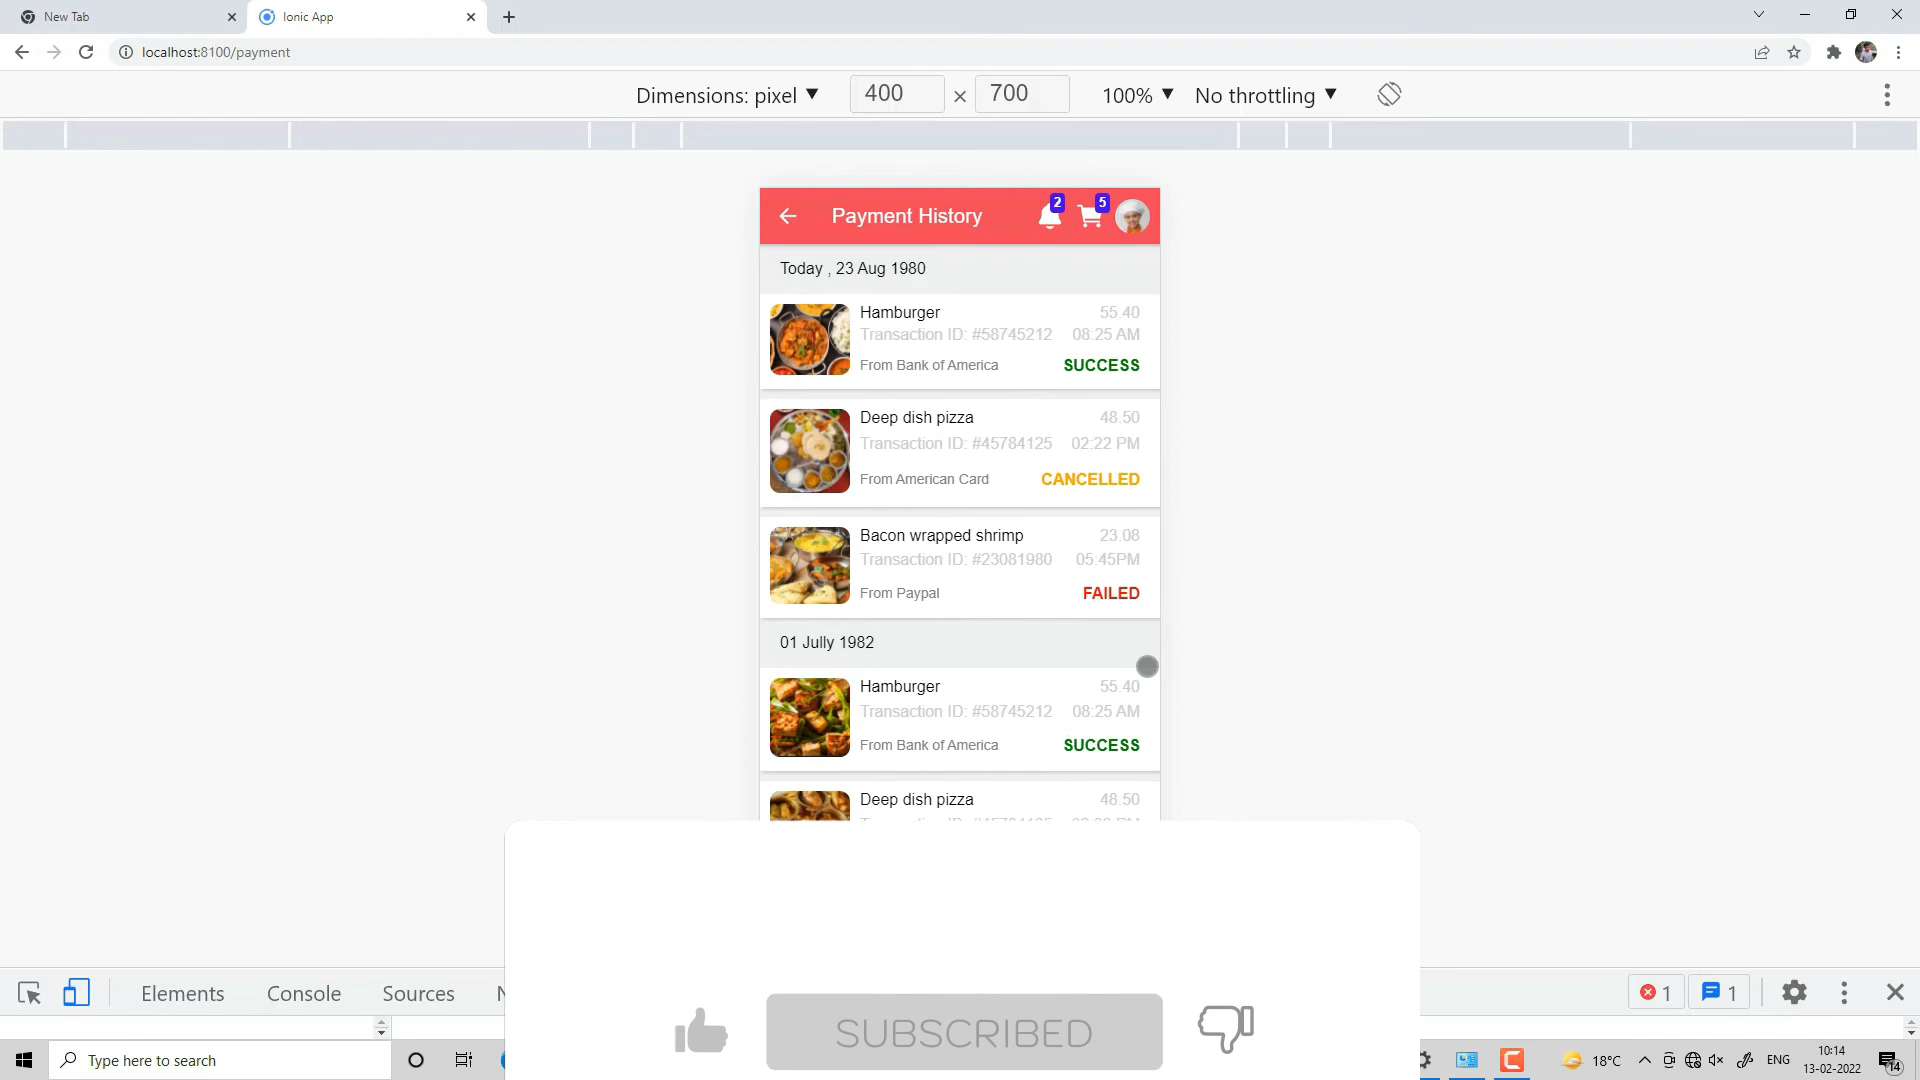 New Tab
Ionic App
localhost:8100/payment
Dimensions: pixel 400 × 700 100% No throttling
Payment History 2 5
Today , 23 Aug 1980
Hamburger 55.40
Transaction ID: #58745212 08:25 AM
From Bank of America SUCCESS
Deep dish pizza 48.50
Transaction ID: #45784125 02:22 PM
From American Card CANCELLED
Bacon wrapped shrimp 23.08
Transaction ID: #23081980 05:45PM
From Paypal FAILED
01 Jully 1982
Hamburger 55.40
Transaction ID: #58745212 08:25 AM
From Bank of America SUCCESS
Deep dish pizza 48.50
Elements Console Sources 1 1
SUBSCRIBED
Type here to search 18°C ENG 10:14
13-02-2022
14